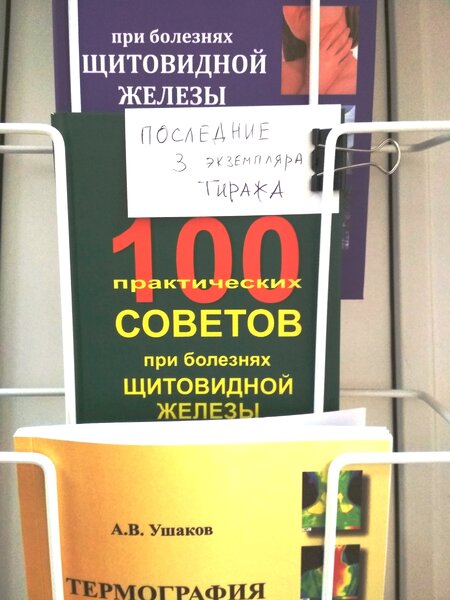 при болезнях
ЩИТОВИДНОЙ
ЖЕЛЕЗЫ
ПОСЛЕДНИЕ
3 ЭКЗЕМПЛЯРА
ТИРАЖА
100
практических
СОВЕТОВ
при болезнях
ЩИТОВИДНОЙ
ЖЕЛЕЗЫ
А.В. Ушаков
ТЕРМОГРАФИЯ